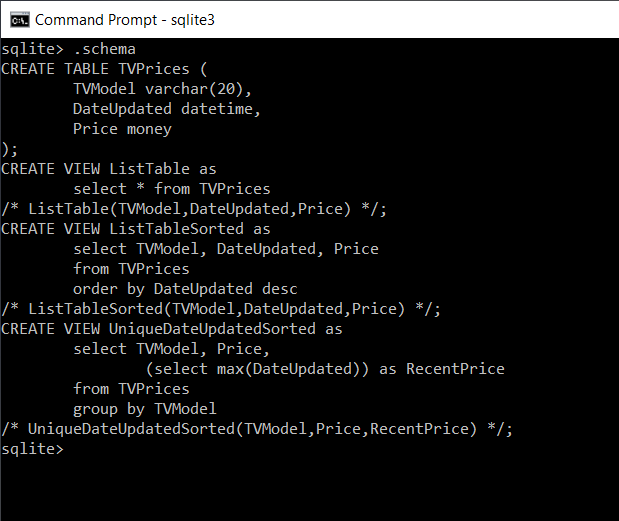 Command Prompt - sqlite3
sqlite> .schema
CREATE TABLE TVPrices (
        TVModel varchar(20),
        DateUpdated datetime,
        Price money
);
CREATE VIEW ListTable as
        select * from TVPrices
/* ListTable(TVModel,DateUpdated,Price) */;
CREATE VIEW ListTableSorted as
        select TVModel, DateUpdated, Price
        from TVPrices
        order by DateUpdated desc
/* ListTableSorted(TVModel,DateUpdated,Price) */;
CREATE VIEW UniqueDateUpdatedSorted as
        select TVModel, Price,
                (select max(DateUpdated)) as RecentPrice
        from TVPrices
        group by TVModel
/* UniqueDateUpdatedSorted(TVModel,Price,RecentPrice) */;
sqlite>